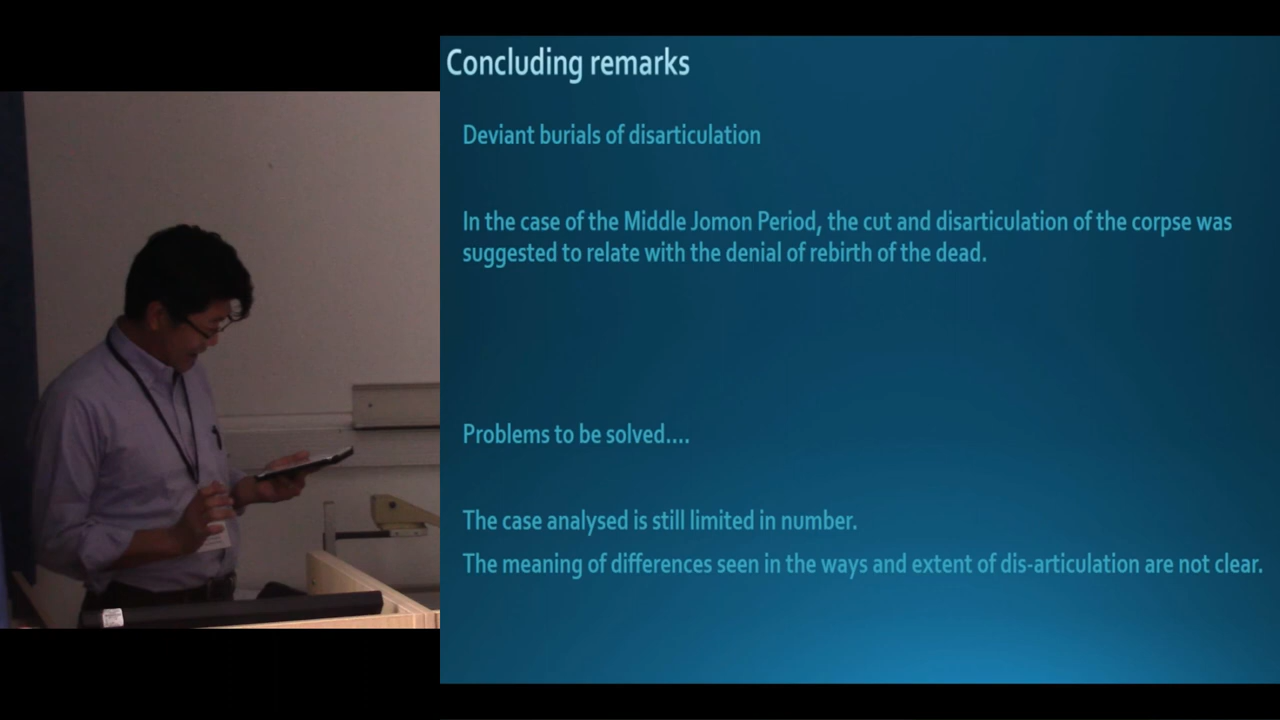 Concluding remarks
Deviant burials of disarticulation
In the case of the Middle Jomon Period, the cut and disarticulation of the corpse was
suggested to relate with the denial of rebirth of the dead.
Problems to be solved....
The case analysed is still limited in number.
The meaning of differences seen in the ways and extent of dis-articulation are not clear.